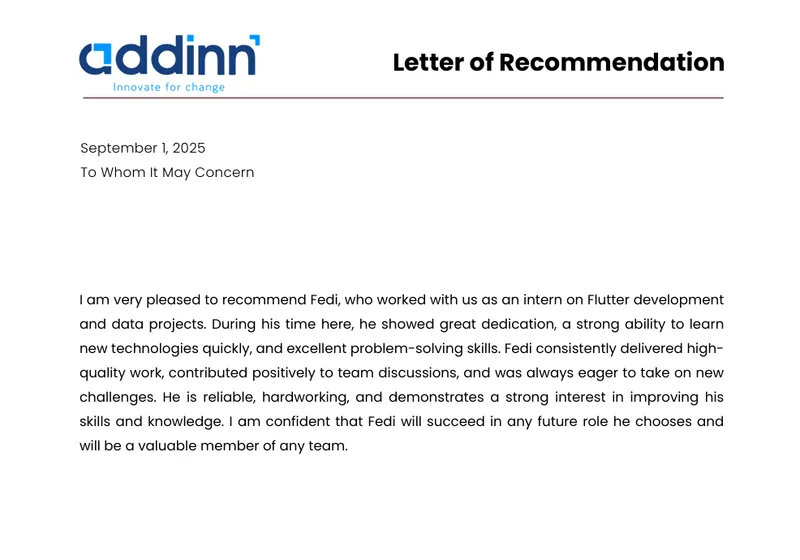 addinn
Innovate for change
Letter of Recommendation
September 1, 2025
To Whom It May Concern
I am very pleased to recommend Fedi, who worked with us as an intern on Flutter development
and data projects. During his time here, he showed great dedication, a strong ability to learn
new technologies quickly, and excellent problem-solving skills. Fedi consistently delivered high-
quality work, contributed positively to team discussions, and was always eager to take on new
challenges. He is reliable, hardworking, and demonstrates a strong interest in improving his
skills and knowledge. I am confident that Fedi will succeed in any future role he chooses and
will be a valuable member of any team.